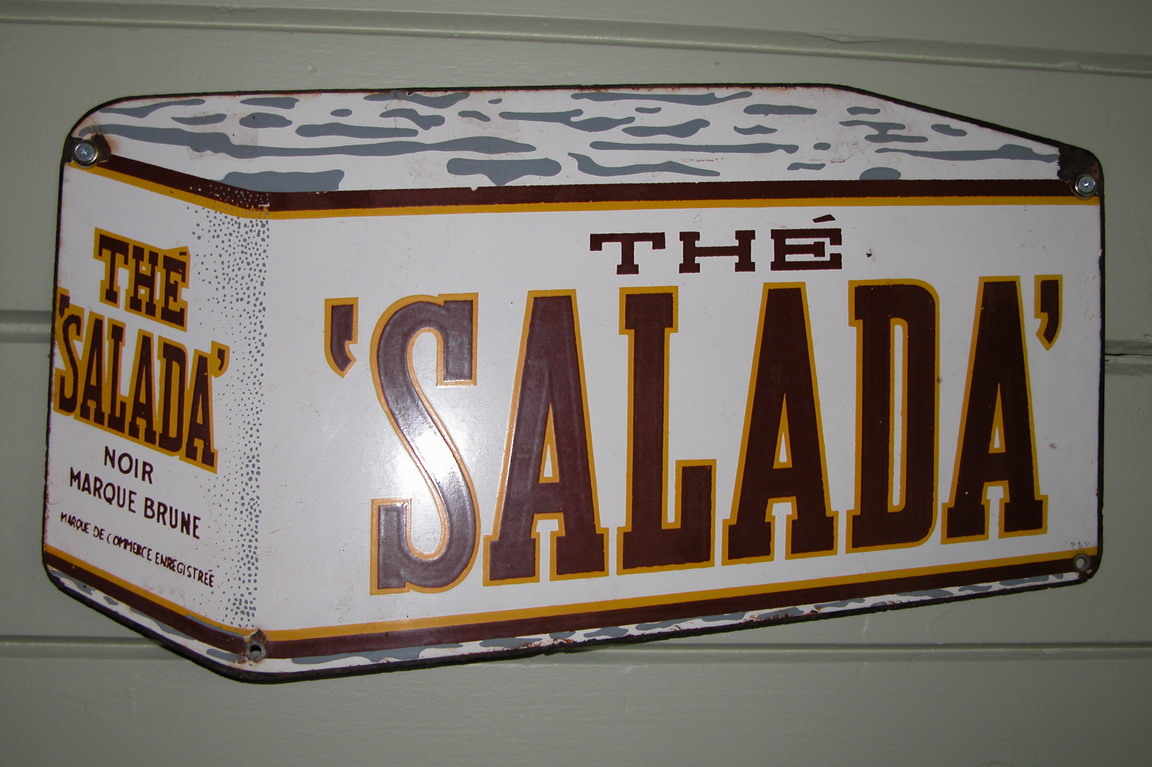 THÉ
'SALADA'
NOIR
MARQUE BRUNE
MARQUE DE COMMERCE ENREGISTRÉE
THÉ
'SALADA'